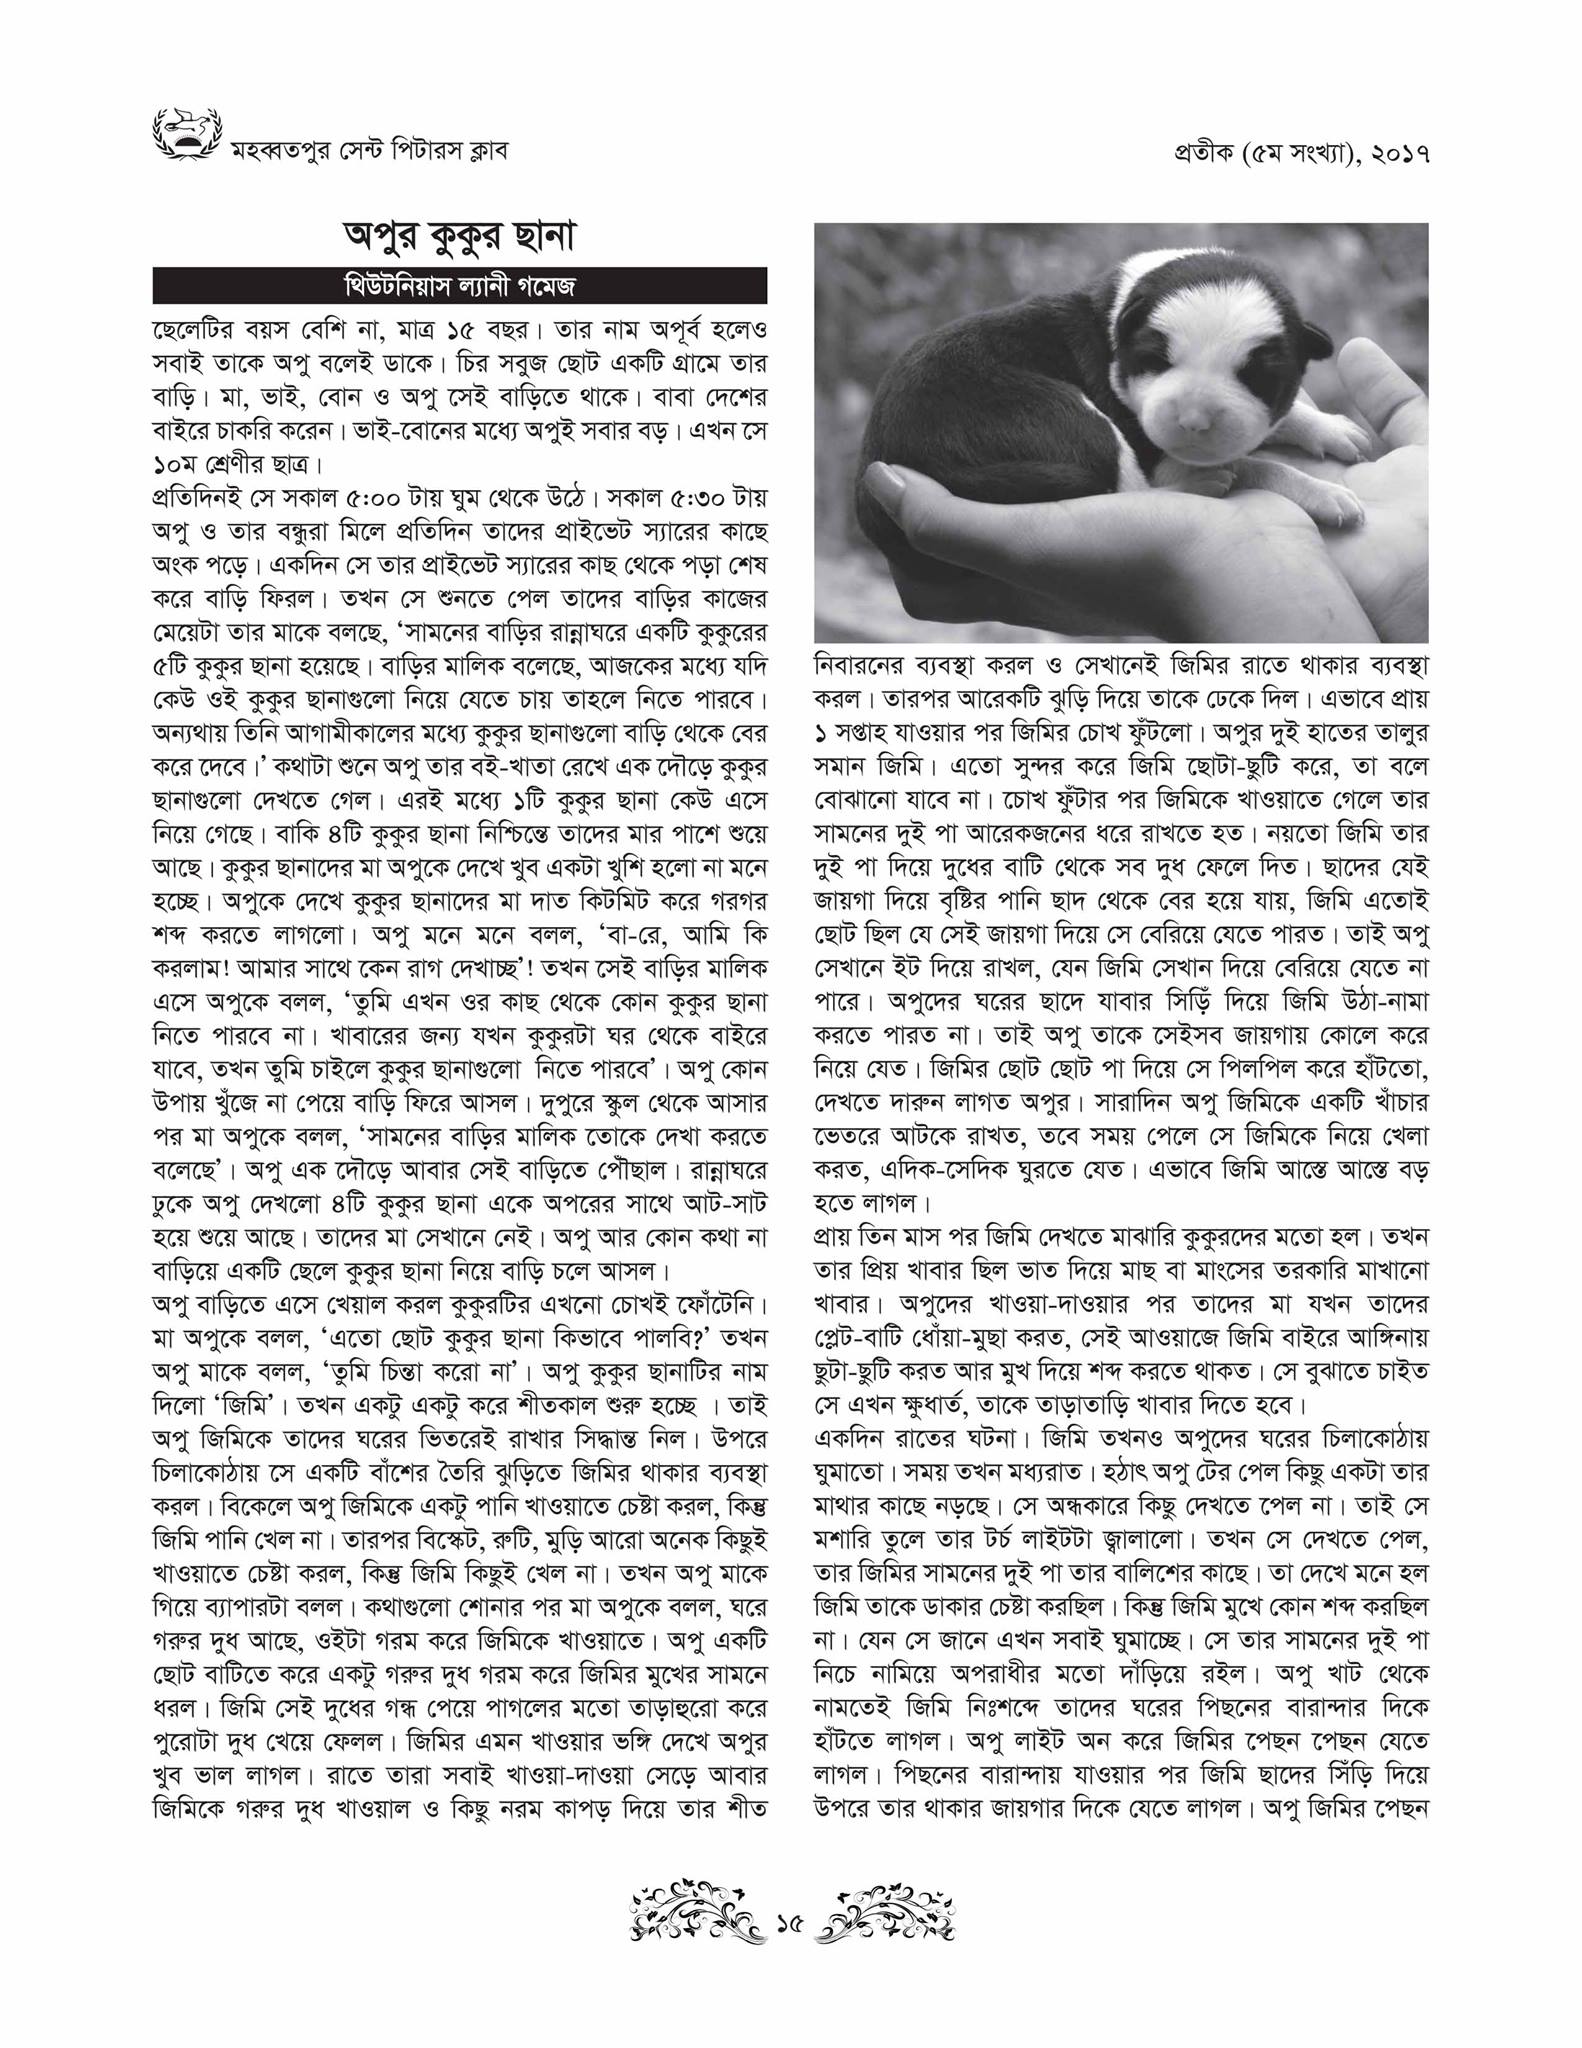 মহব্বতপুর সেন্ট পিটারস ক্লাব
প্রতীক (৫ম সংখ্যা), ২০১৭
অপুর কুকুর ছানা
থিউটনিয়াস ল্যানী গমেজ
ছেলেটির বয়স বেশি না, মাত্র ১৫ বছর। তার নাম অপূর্ব হলেও
সবাই তাকে অপু বলেই ডাকে। চির সবুজ ছোট একটি গ্রামে তার
বাড়ি। মা, ভাই, বোন ও অপু সেই বাড়িতে থাকে। বাবা দেশের
বাইরে চাকরি করেন। ভাই-বোনের মধ্যে অপুই সবার বড়। এখন সে
১০ম শ্রেণীর ছাত্র।
প্রতিদিনই সে সকাল ৫:০০ টায় ঘুম থেকে উঠে। সকাল ৫:৩০ টায়
অপু ও তার বন্ধুরা মিলে প্রতিদিন তাদের প্রাইভেট স্যারের কাছে
অংক পড়ে। একদিন সে তার প্রাইভেট স্যারের কাছ থেকে পড়া শেষ
করে বাড়ি ফিরল। তখন সে শুনতে পেল তাদের বাড়ির কাজের
মেয়েটা তার মাকে বলছে, ‘সামনের বাড়ির রান্নাঘরে একটি কুকুরের
৫টি কুকুর ছানা হয়েছে। বাড়ির মালিক বলেছে, আজকের মধ্যে যদি
কেউ ওই কুকুর ছানাগুলো নিয়ে যেতে চায় তাহলে নিতে পারবে।
অন্যথায় তিনি আগামীকালের মধ্যে কুকুর ছানাগুলো বাড়ি থেকে বের
করে দেবে।’ কথাটা শুনে অপু তার বই-খাতা রেখে এক দৌড়ে কুকুর
ছানাগুলো দেখতে গেল। এরই মধ্যে ১টি কুকুর ছানা কেউ এসে
নিয়ে গেছে। বাকি ৪টি কুকুর ছানা নিশ্চিন্তে তাদের মার পাশে শুয়ে
আছে। কুকুর ছানাদের মা অপুকে দেখে খুব একটা খুশি হলো না মনে
হচ্ছে। অপুকে দেখে কুকুর ছানাদের মা দাত কিটমিট করে গরগর
শব্দ করতে লাগলো। অপু মনে মনে বলল, ‘বা-রে, আমি কি
করলাম! আমার সাথে কেন রাগ দেখাচ্ছ’! তখন সেই বাড়ির মালিক
এসে অপুকে বলল, ‘তুমি এখন ওর কাছ থেকে কোন কুকুর ছানা
নিতে পারবে না। খাবারের জন্য যখন কুকুরটা ঘর থেকে বাইরে
যাবে, তখন তুমি চাইলে কুকুর ছানাগুলো নিতে পারবে’। অপু কোন
উপায় খুঁজে না পেয়ে বাড়ি ফিরে আসল। দুপুরে স্কুল থেকে আসার
পর মা অপুকে বলল, ‘সামনের বাড়ির মালিক তোকে দেখা করতে
বলেছে’। অপু এক দৌড়ে আবার সেই বাড়িতে পৌঁছাল। রান্নাঘরে
ঢুকে অপু দেখলো ৪টি কুকুর ছানা একে অপরের সাথে আট-সাট
হয়ে শুয়ে আছে। তাদের মা সেখানে নেই। অপু আর কোন কথা না
বাড়িয়ে একটি ছেলে কুকুর ছানা নিয়ে বাড়ি চলে আসল।
অপু বাড়িতে এসে খেয়াল করল কুকুরটির এখনো চোখই ফোঁটেনি।
মা অপুকে বলল, ‘এতো ছোট কুকুর ছানা কিভাবে পালবি?’ তখন
অপু মাকে বলল, ‘তুমি চিন্তা করো না’। অপু কুকুর ছানাটির নাম
দিলো ‘জিমি’। তখন একটু একটু করে শীতকাল শুরু হচ্ছে । তাই
অপু জিমিকে তাদের ঘরের ভিতরেই রাখার সিদ্ধান্ত নিল। উপরে
চিলাকোঠায় সে একটি বাঁশের তৈরি ঝুড়িতে জিমির থাকার ব্যবস্থা
করল। বিকেলে অপু জিমিকে একটু পানি খাওয়াতে চেষ্টা করল, কিন্তু
জিমি পানি খেল না। তারপর বিস্কেট, রুটি, মুড়ি আরো অনেক কিছুই
খাওয়াতে চেষ্টা করল, কিন্তু জিমি কিছুই খেল না। তখন অপু মাকে
গিয়ে ব্যাপারটা বলল। কথাগুলো শোনার পর মা অপুকে বলল, ঘরে
গরুর দুধ আছে, ওইটা গরম করে জিমিকে খাওয়াতে। অপু একটি
ছোট বাটিতে করে একটু গরুর দুধ গরম করে জিমির মুখের সামনে
ধরল। জিমি সেই দুধের গন্ধ পেয়ে পাগলের মতো তাড়াহুরো করে
পুরোটা দুধ খেয়ে ফেলল। জিমির এমন খাওয়ার ভঙ্গি দেখে অপুর
খুব ভাল লাগল। রাতে তারা সবাই খাওয়া-দাওয়া সেড়ে আবার
জিমিকে গরুর দুধ খাওয়াল ও কিছু নরম কাপড় দিয়ে তার শীত
নিবারনের ব্যবস্থা করল ও সেখানেই জিমির রাতে থাকার ব্যবস্থা
করল। তারপর আরেকটি ঝুড়ি দিয়ে তাকে ঢেকে দিল। এভাবে প্রায়
১ সপ্তাহ যাওয়ার পর জিমির চোখ ফুঁটলো। অপুর দুই হাতের তালুর
সমান জিমি। এতো সুন্দর করে জিমি ছোটা-ছুটি করে, তা বলে
বোঝানো যাবে না। চোখ ফুঁটার পর জিমিকে খাওয়াতে গেলে তার
সামনের দুই পা আরেকজনের ধরে রাখতে হত। নয়তো জিমি তার
দুই পা দিয়ে দুধের বাটি থেকে সব দুধ ফেলে দিত। ছাদের যেই
জায়গা দিয়ে বৃষ্টির পানি ছাদ থেকে বের হয়ে যায়, জিমি এতোই
ছোট ছিল যে সেই জায়গা দিয়ে সে বেরিয়ে যেতে পারত। তাই অপু
সেখানে ইট দিয়ে রাখল, যেন জিমি সেখান দিয়ে বেরিয়ে যেতে না
পারে। অপুদের ঘরের ছাদে যাবার সিড়িঁ দিয়ে জিমি উঠা-নামা
করতে পারত না। তাই অপু তাকে সেইসব জায়গায় কোলে করে
নিয়ে যেত। জিমির ছোট ছোট পা দিয়ে সে পিলপিল করে হাঁটতো,
দেখতে দারুন লাগত অপুর। সারাদিন অপু জিমিকে একটি খাঁচার
ভেতরে আটকে রাখত, তবে সময় পেলে সে জিমিকে নিয়ে খেলা
করত, এদিক-সেদিক ঘুরতে যেত। এভাবে জিমি আস্তে আস্তে বড়
হতে লাগল।
প্রায় তিন মাস পর জিমি দেখতে মাঝারি কুকুরদের মতো হল। তখন
তার প্রিয় খাবার ছিল ভাত দিয়ে মাছ বা মাংসের তরকারি মাখানো
খাবার। অপুদের খাওয়া-দাওয়ার পর তাদের মা যখন তাদের
প্লেট-বাটি ধোঁয়া-মুছা করত, সেই আওয়াজে জিমি বাইরে আঙ্গিনায়
ছুটা-ছুটি করত আর মুখ দিয়ে শব্দ করতে থাকত। সে বুঝাতে চাইত
সে এখন ক্ষুধার্ত, তাকে তাড়াতাড়ি খাবার দিতে হবে।
একদিন রাতের ঘটনা। জিমি তখনও অপুদের ঘরের চিলাকোঠায়
ঘুমাতো। সময় তখন মধ্যরাত। হঠাৎ অপু টের পেল কিছু একটা তার
মাথার কাছে নড়ছে। সে অন্ধকারে কিছু দেখতে পেল না। তাই সে
মশারি তুলে তার টর্চ লাইটটা জ্বালালো। তখন সে দেখতে পেল,
তার জিমির সামনের দুই পা তার বালিশের কাছে। তা দেখে মনে হল
জিমি তাকে ডাকার চেষ্টা করছিল। কিন্তু জিমি মুখে কোন শব্দ করছিল
না। যেন সে জানে এখন সবাই ঘুমাচ্ছে। সে তার সামনের দুই পা
নিচে নামিয়ে অপরাধীর মতো দাঁড়িয়ে রইল। অপু খাট থেকে
নামতেই জিমি নিঃশব্দে তাদের ঘরের পিছনের বারান্দার দিকে
হাঁটতে লাগল। অপু লাইট অন করে জিমির পেছন পেছন যেতে
লাগল। পিছনের বারান্দায় যাওয়ার পর জিমি ছাদের সিঁড়ি দিয়ে
উপরে তার থাকার জায়গার দিকে যেতে লাগল। অপু জিমির পেছন
১৫